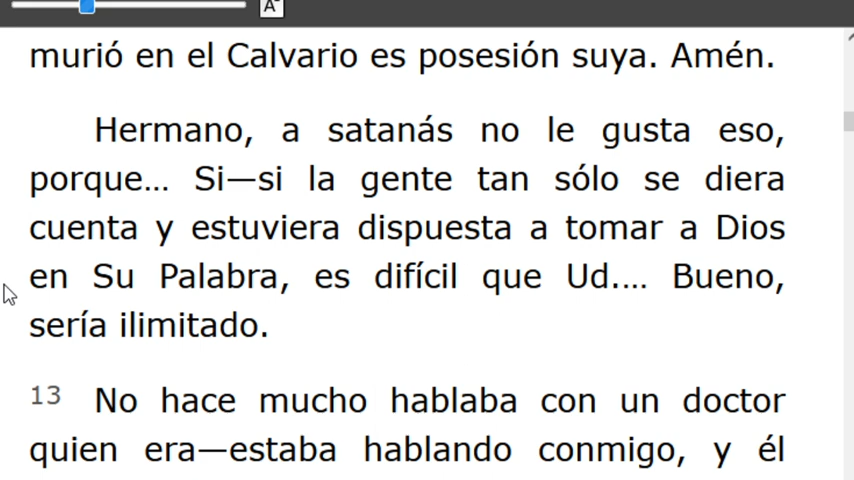 A
murió en el Calvario es posesión suya. Amén.
Hermano, a satanás no le gusta eso,
porque… Si—si la gente tan sólo se diera
cuenta y estuviera dispuesta a tomar a Dios
en Su Palabra, es difícil que Ud.… Bueno,
sería ilimitado.
13 No hace mucho hablaba con un doctor
quien era—estaba hablando conmigo, y él